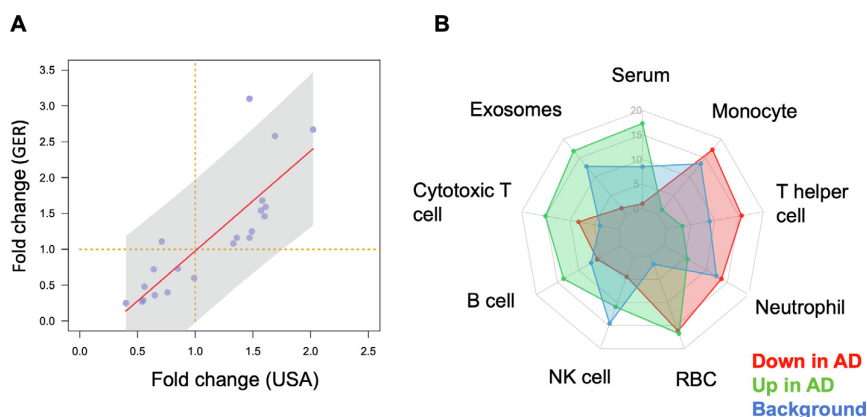 A
B
3.5
3.0
2.5
2.0
1.5
1.0
0.5
0.0
Fold change (GER)
0.0
0.5
1.0
1.5
2.0
2.5
Fold change (USA)
Serum
Exosomes
Monocyte
20
15
10
5
0
Cytotoxic T
cell
T helper
cell
B cell
Neutrophil
NK cell
RBC
Down in AD
Up in AD
Background